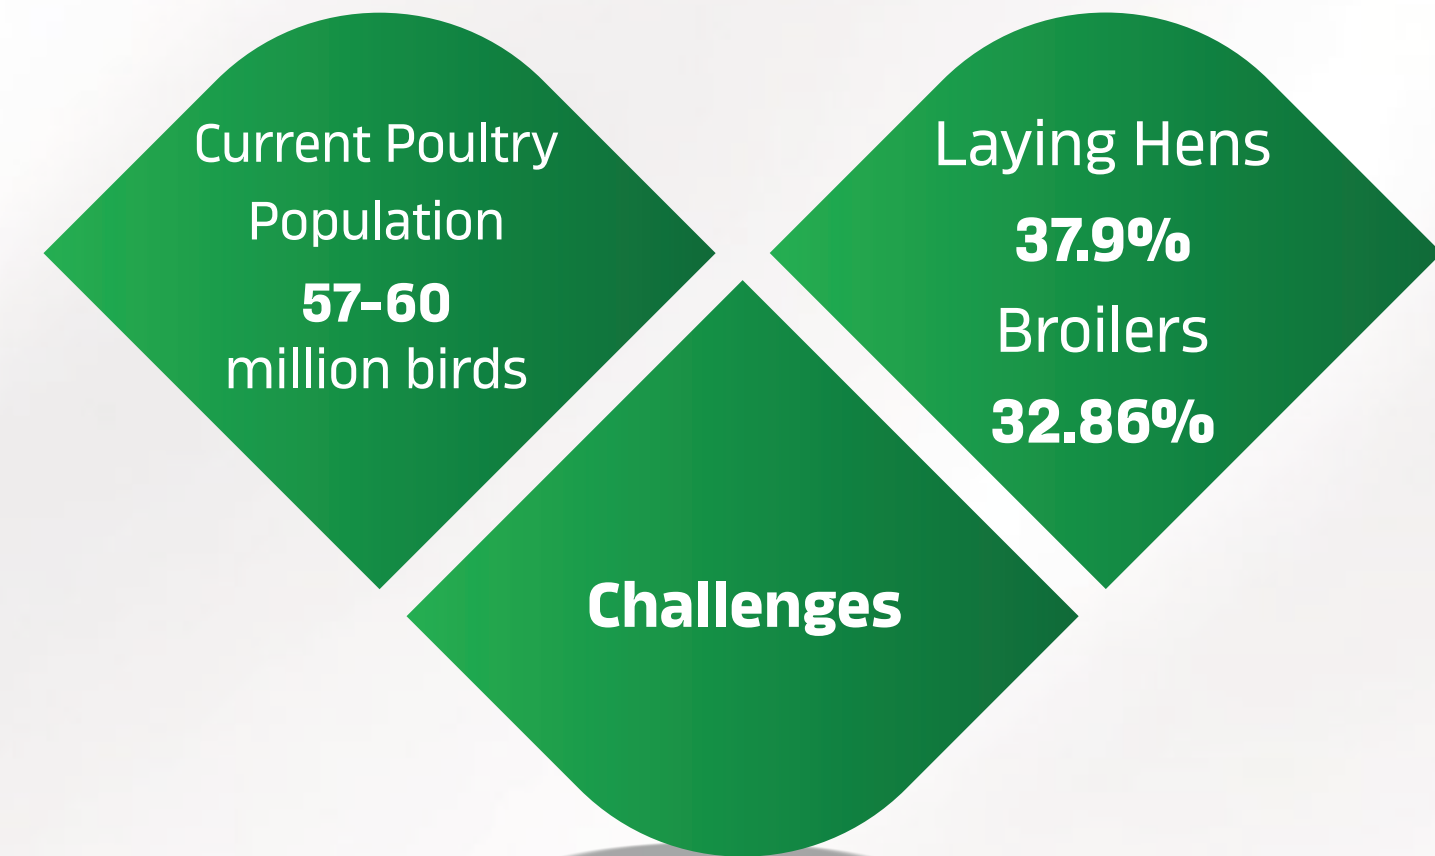 Current Poultry
Population
57-60
million birds
Laying Hens
37.9%
Broilers
32.86%
Challenges